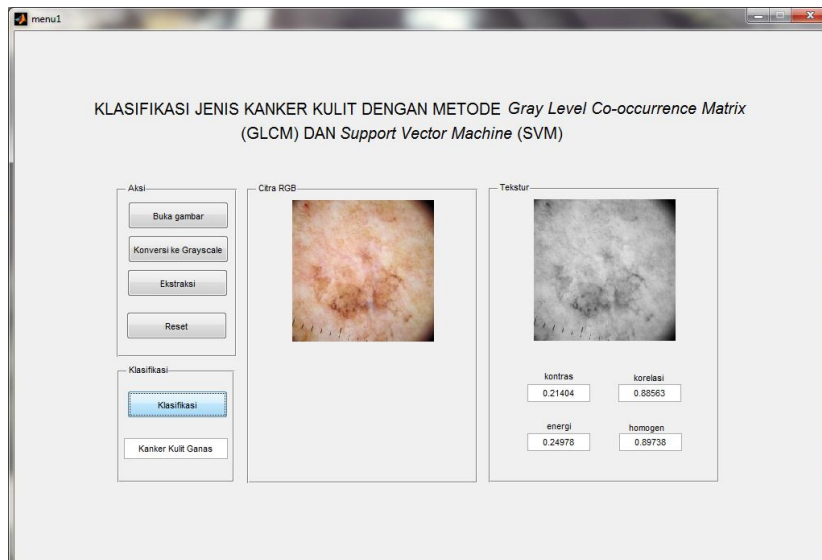 menu1
KLASIFIKASI JENIS KANKER KULIT DENGAN METODE Gray Level Co-occurrence Matrix
(GLCM) DAN Support Vector Machine (SVM)
Aksi
Buka gambar
Konversi ke Grayscale
Ekstraksi
Reset
Klasifikasi
Klasifikasi
Kanker Kulit Ganas
Citra RGB
Tekstur
kontras korelasi
0.21404 0.88563
energi homogen
0.24978 0.89738